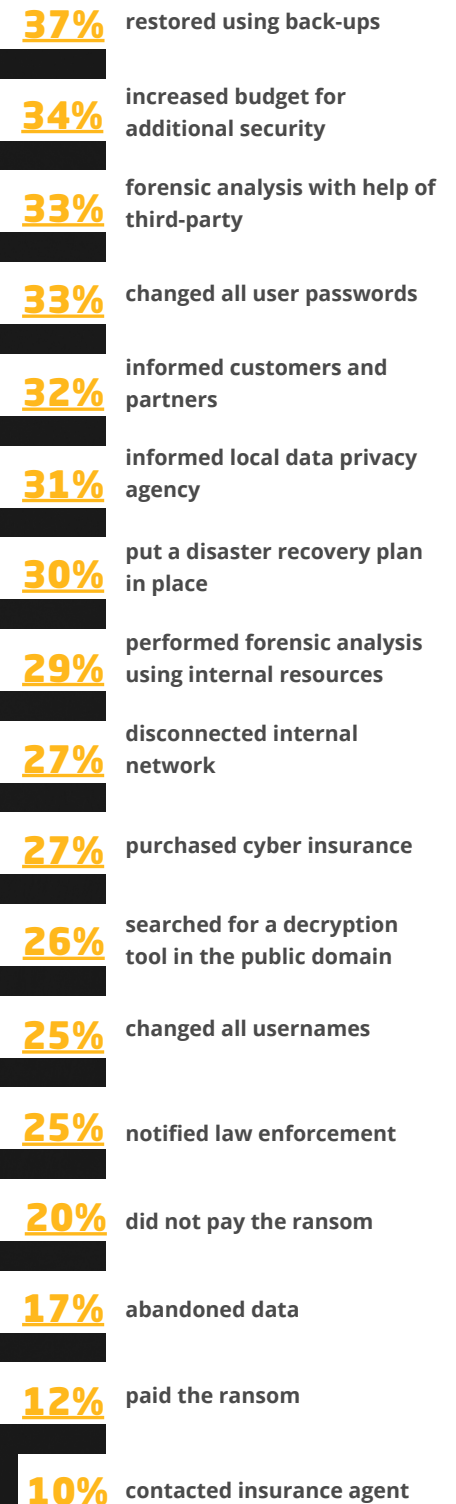 37% restored using back-ups
34% increased budget for
additional security
33% forensic analysis with help of
third-party
33% changed all user passwords
32% informed customers and
partners
31% informed local data privacy
agency
30% put a disaster recovery plan
in place
29% performed forensic analysis
using internal resources
27% disconnected internal
network
27% purchased cyber insurance
26% searched for a decryption
tool in the public domain
25% changed all usernames
25% notified law enforcement
20% did not pay the ransom
17% abandoned data
12% paid the ransom
10% contacted insurance agent